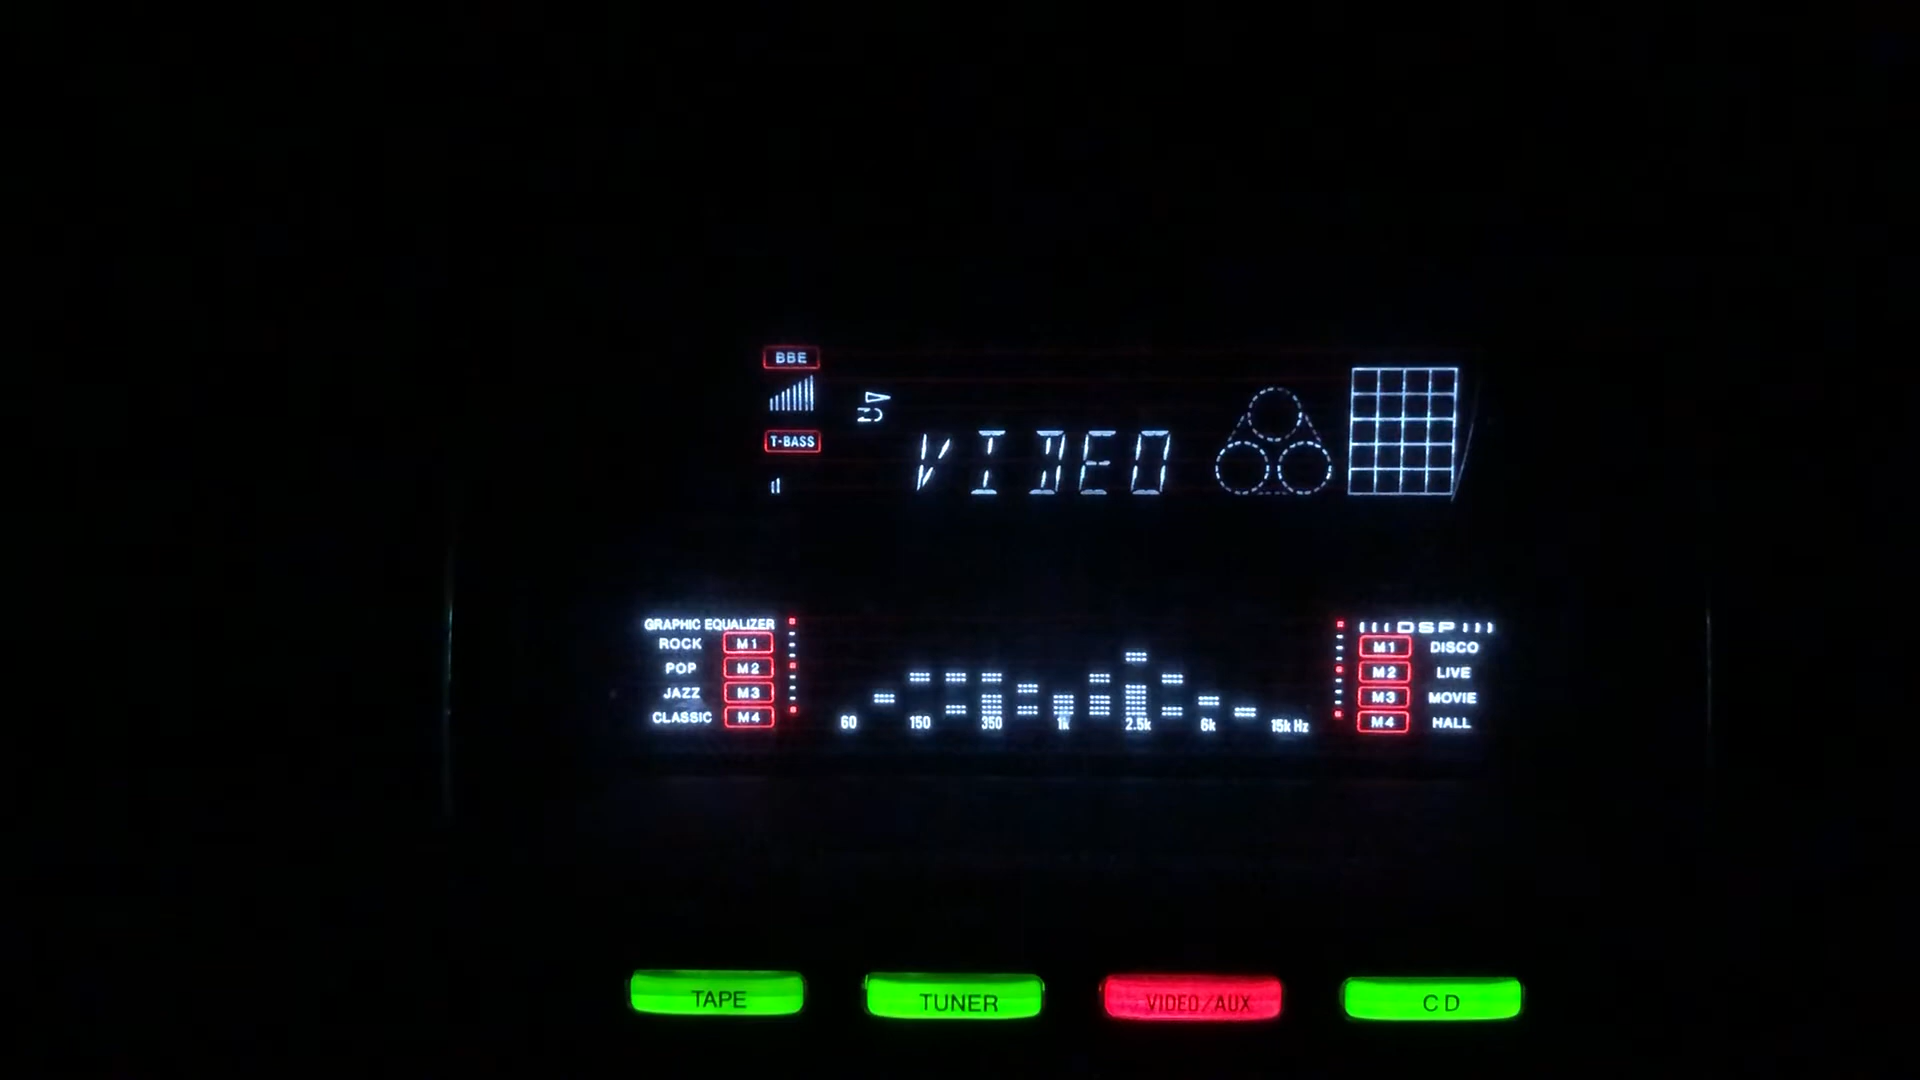 BBE
T-BASS
VIDEO
GRAPHIC EQUALIZER
ROCK M1
POP M2
JAZZ M3
CLASSIC M4
60 150 350 1k 2.5k 6k 15k Hz
DSP
M1 DISCO
M2 LIVE
M3 MOVIE
M4 HALL
TAPE TUNER VIDEO/AUX CD